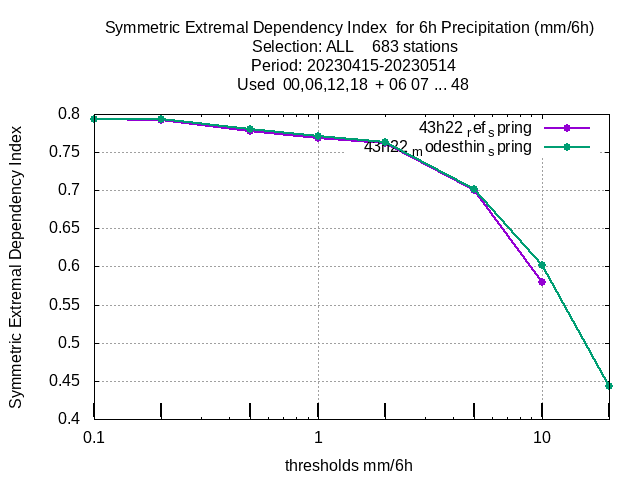 Symmetric Extremal Dependency Index for 6h Precipitation (mm/6h)
Selection: ALL 683 stations
Period: 20230415-20230514
Used 00,06,12,18 + 06 07 ... 48
Symmetric Extremal Dependency Index
0.8
0.75
0.7
0.65
0.6
0.55
0.5
0.45
0.4
43h22 ref spring
43h22 modesthin spring
0.1
1
10
thresholds mm/6h